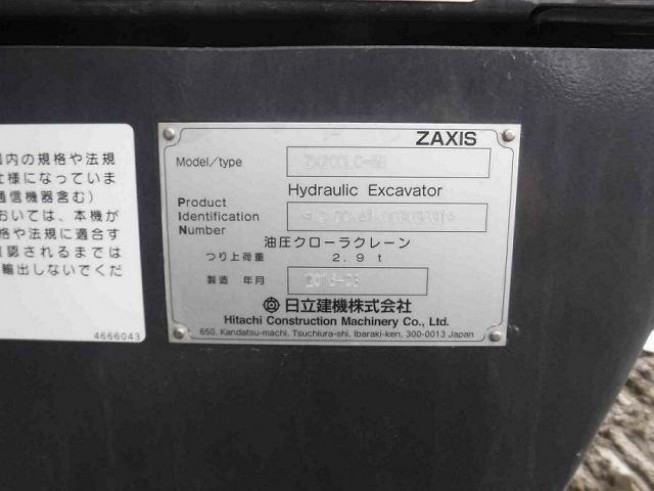 内の規格や法規
様になっていま
通信機器含む）
おいては、本機が
格や法規に適合す
認されるまでは
輸出しないでくだ
4666043
ZAXIS
Model/type ZX200LC-5B
Hydraulic Excavator
Product
Identification
Number
油圧クローラクレーン
つり上荷重 2.9 t
製造 年月
日立建機株式会社
Hitachi Construction Machinery Co., Ltd.
650, Kandatsu-machi, Tsuchiura-shi, Ibaraki-ken, 300-0013 Japan